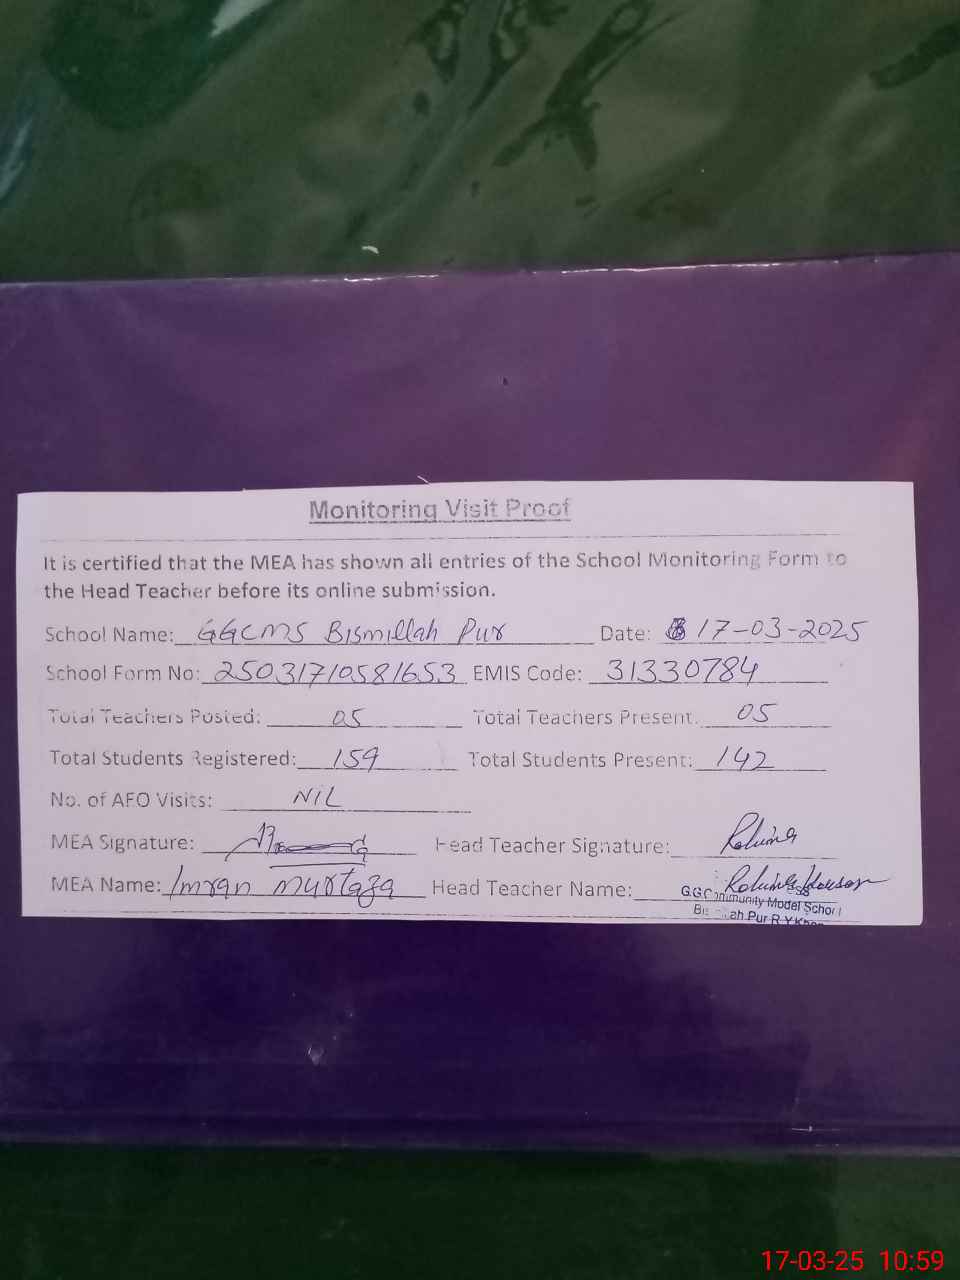 Monitoring Visit Proof
It is certified that the MEA has shown all entries of the School Monitoring Form to
the Head Teacher before its online submission.
School Name: GGCMS Bismillah Pur Date: 17-03-2025
School Form No: 25031710581653 EMIS Code: 31330784
Total Teachers Posted: 05 Total Teachers Present: 05
Total Students Registered: 159 Total Students Present: 142
No. of AFO Visits: NIL
MEA Signature: Head Teacher Signature:
MEA Name: Imran Murtaza Head Teacher Name:
G.G.Community Model School
Pur R.Y.Khan
17-03-25 10:59